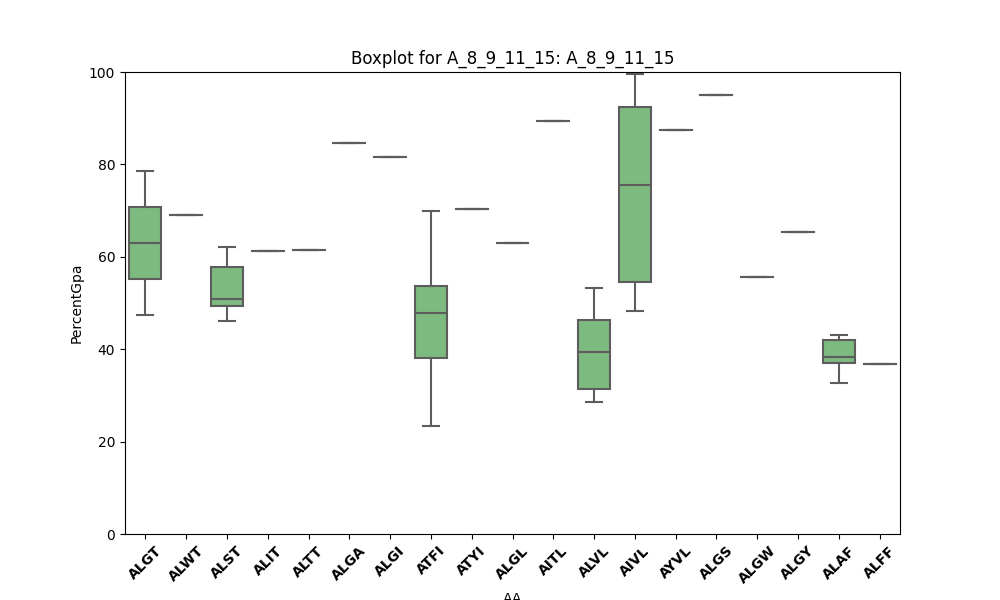 Boxplot for A_8_9_11_15: A_8_9_11_15
PercentGpa
100
80
60
40
20
0
ALGT ALWT ALST ALIT ALTT ALGA ALGI ATFI ATYI ALGL AITL ALVL AIVL AYVL ALGS ALGW ALGY ALAF ALFF
AA